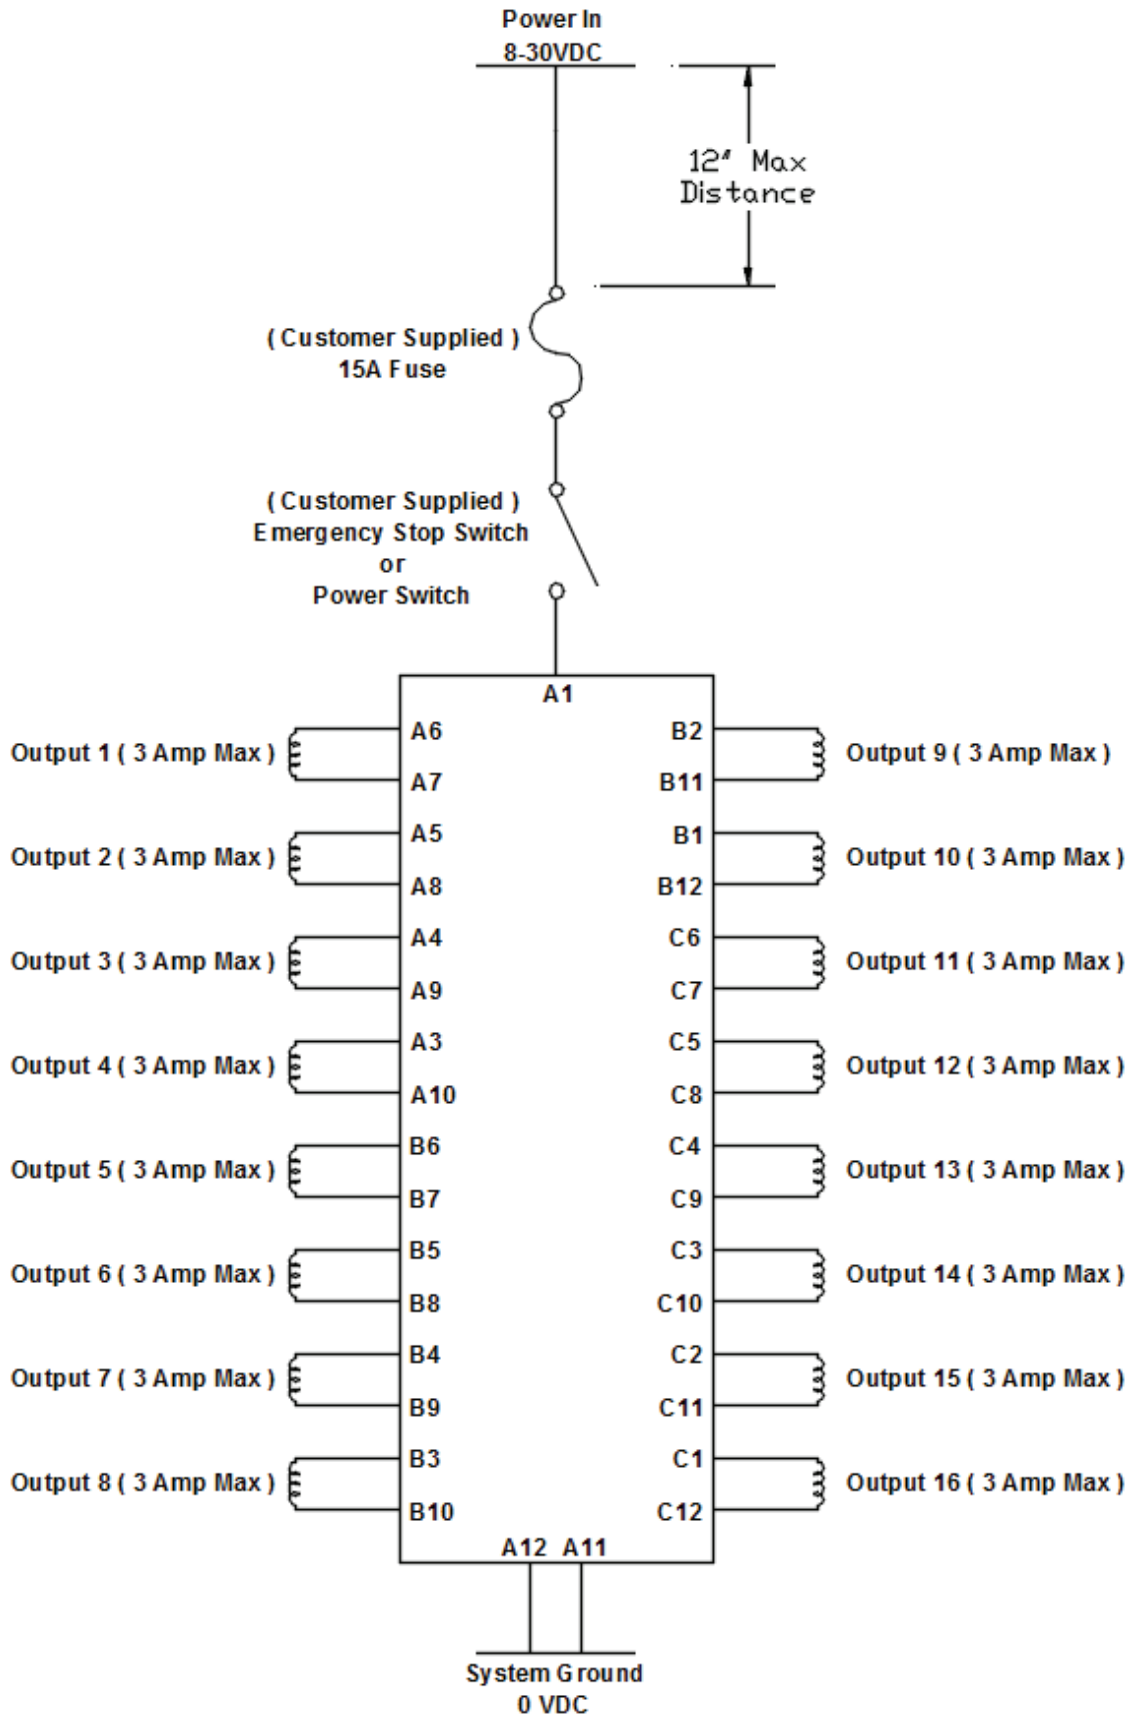 Power In
8-30VDC
12" Max
Distance
( Customer Supplied )
15A Fuse
( Customer Supplied )
Emergency Stop Switch
or
Power Switch
A1
Output 1 ( 3 Amp Max )
A6
A7
B2
B11
Output 9 ( 3 Amp Max )
Output 2 ( 3 Amp Max )
A5
A8
B1
B12
Output 10 ( 3 Amp Max )
Output 3 ( 3 Amp Max )
A4
A9
C6
C7
Output 11 ( 3 Amp Max )
Output 4 ( 3 Amp Max )
A3
A10
C5
C8
Output 12 ( 3 Amp Max )
Output 5 ( 3 Amp Max )
B6
B7
C4
C9
Output 13 ( 3 Amp Max )
Output 6 ( 3 Amp Max )
B5
B8
C3
C10
Output 14 ( 3 Amp Max )
Output 7 ( 3 Amp Max )
B4
B9
C2
C11
Output 15 ( 3 Amp Max )
Output 8 ( 3 Amp Max )
B3
B10
C1
C12
Output 16 ( 3 Amp Max )
A12 A11
System Ground
0 VDC